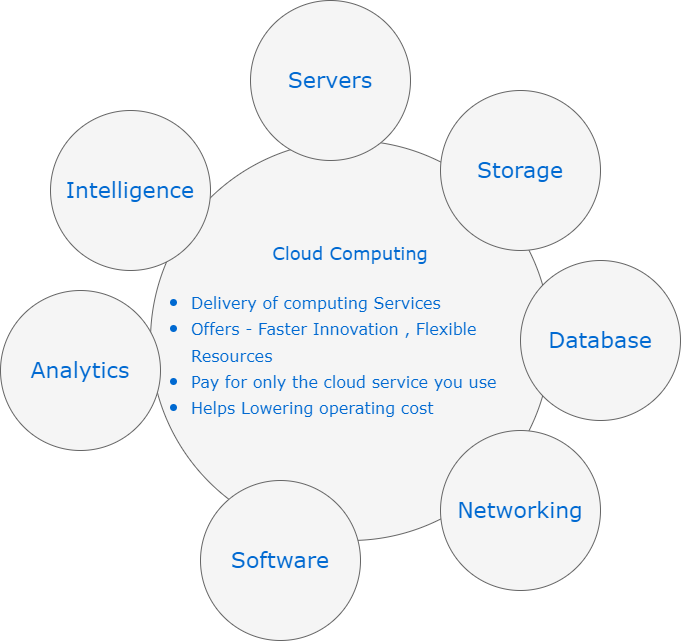 Servers
Storage
Intelligence
Cloud Computing
• Delivery of computing Services
• Offers - Faster Innovation , Flexible
Resources
• Pay for only the cloud service you use
• Helps Lowering operating cost
Database
Analytics
Networking
Software